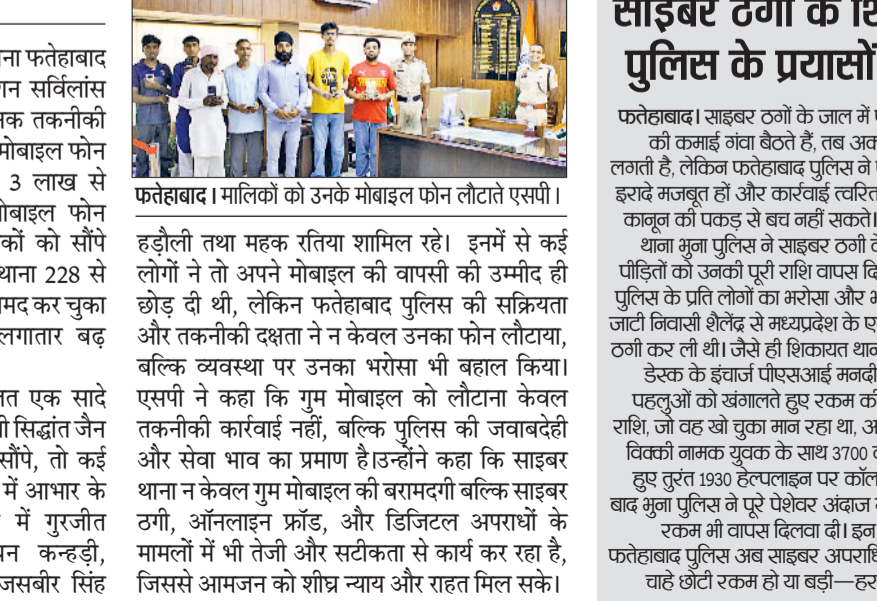 ना फतेहाबाद
शन सर्विलांस
नक तकनीकी
मोबाइल फोन
3 लाख से
मोबाइल फोन
कों को सौंपे
थाना 228 से
मद कर चुका
लगातार बढ़
एक सादे
सिद्धांत जैन
सौंपे, तो कई
में आभार के
में गुरजीत
कन्हड़ी,
जसबीर सिंह
फतेहाबाद। मालिकों को उनके मोबाइल फोन लौटाते एसपी।
हड़ौली तथा महक रतिया शामिल रहे। इनमें से कई
लोगों ने तो अपने मोबाइल की वापसी की उम्मीद ही
छोड़ दी थी, लेकिन फतेहाबाद पुलिस की सक्रियता
और तकनीकी दक्षता ने न केवल उनका फोन लौटाया,
बल्कि व्यवस्था पर उनका भरोसा भी बहाल किया।
एसपी ने कहा कि गुम मोबाइल को लौटाना केवल
तकनीकी कार्रवाई नहीं, बल्कि पुलिस की जवाबदेही
और सेवा भाव का प्रमाण है।उन्होंने कहा कि साइबर
थाना न केवल गुम मोबाइल की बरामदगी बल्कि साइबर
ठगी, ऑनलाइन फ्रॉड, और डिजिटल अपराधों के
मामलों में भी तेजी और सटीकता से कार्य कर रहा है,
जिससे आमजन को शीघ्र न्याय और राहत मिल सके।
साइबर ठगी के शि
पुलिस के प्रयासों
फतेहाबाद। साइबर ठगों के जाल में
की कमाई गंवा बैठते हैं, तब अक
लगती है, लेकिन फतेहाबाद पुलिस ने
इरादे मजबूत हों और कार्रवाई त्वरित
कानून की पकड़ से बच नहीं सकते।
थाना भुना पुलिस ने साइबर ठगी के
पीड़ितों को उनकी पूरी राशि वापस दि
पुलिस के प्रति लोगों का भरोसा और भ
जाटी निवासी शैलेंद्र से मध्यप्रदेश के ए
ठगी कर ली थी। जैसे ही शिकायत थान
डेस्क के इंचार्ज पीएसआई मनदी
पहलुओं को खंगालते हुए रकम की
राशि, जो वह खो चुका मान रहा था, अ
विक्की नामक युवक के साथ 3700
हुए तुरंत 1930 हेल्पलाइन पर कॉल
बाद भुना पुलिस ने पूरे पेशेवर अंदाज
रकम भी वापस दिलवा दी। इन
फतेहाबाद पुलिस अब साइबर अपराधि
चाहे छोटी रकम हो या बड़ी—हर